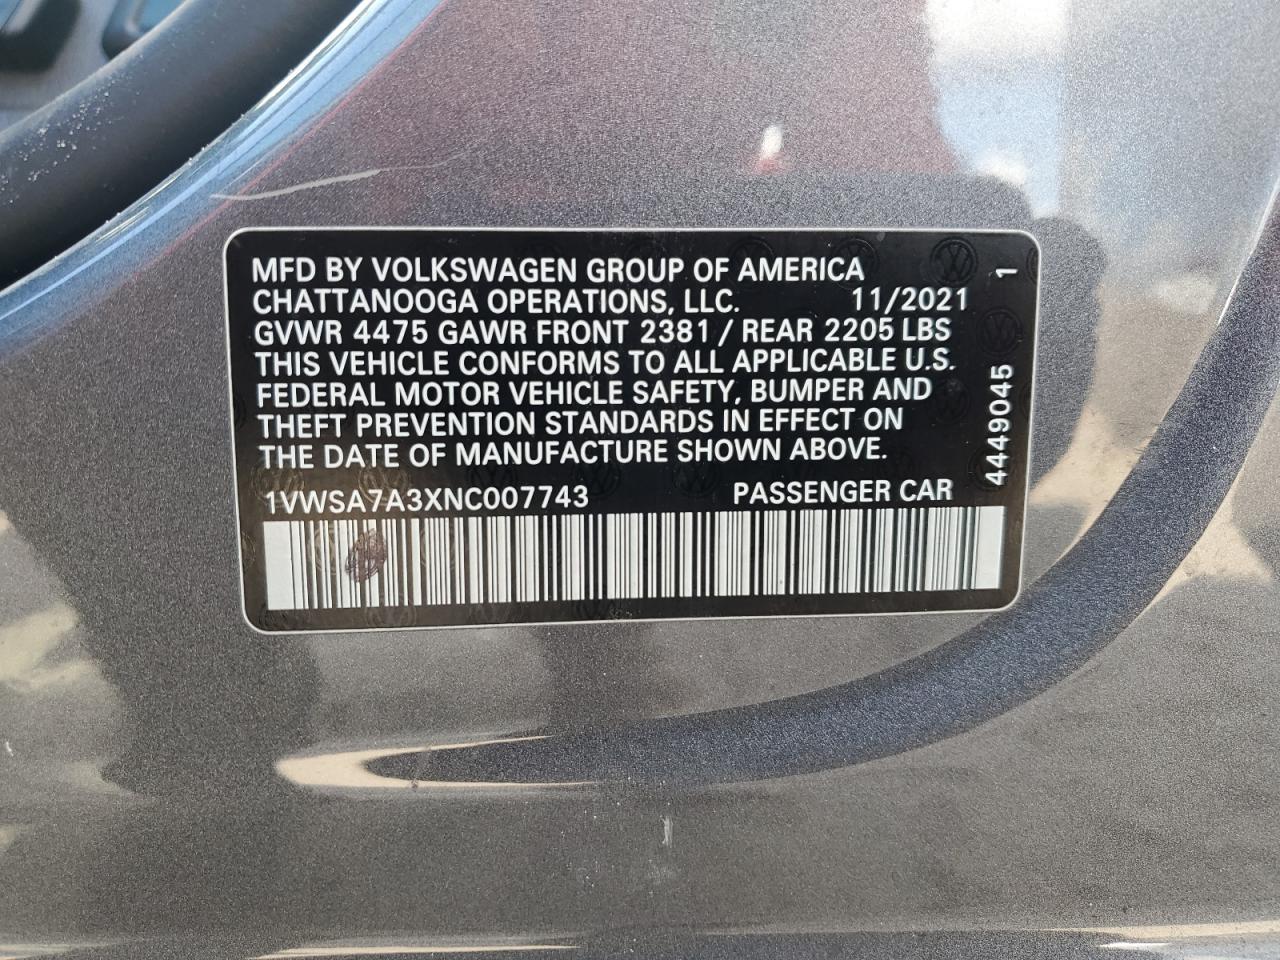 MFD BY VOLKSWAGEN GROUP OF AMERICA
CHATTANOOGA OPERATIONS, LLC. 11/2021
GVWR 4475 GAWR FRONT 2381 / REAR 2205 LBS
THIS VEHICLE CONFORMS TO ALL APPLICABLE U.S.
FEDERAL MOTOR VEHICLE SAFETY, BUMPER AND
THEFT PREVENTION STANDARDS IN EFFECT ON
THE DATE OF MANUFACTURE SHOWN ABOVE.
1VWSA7A3XNC007743 PASSENGER CAR
4449045 1